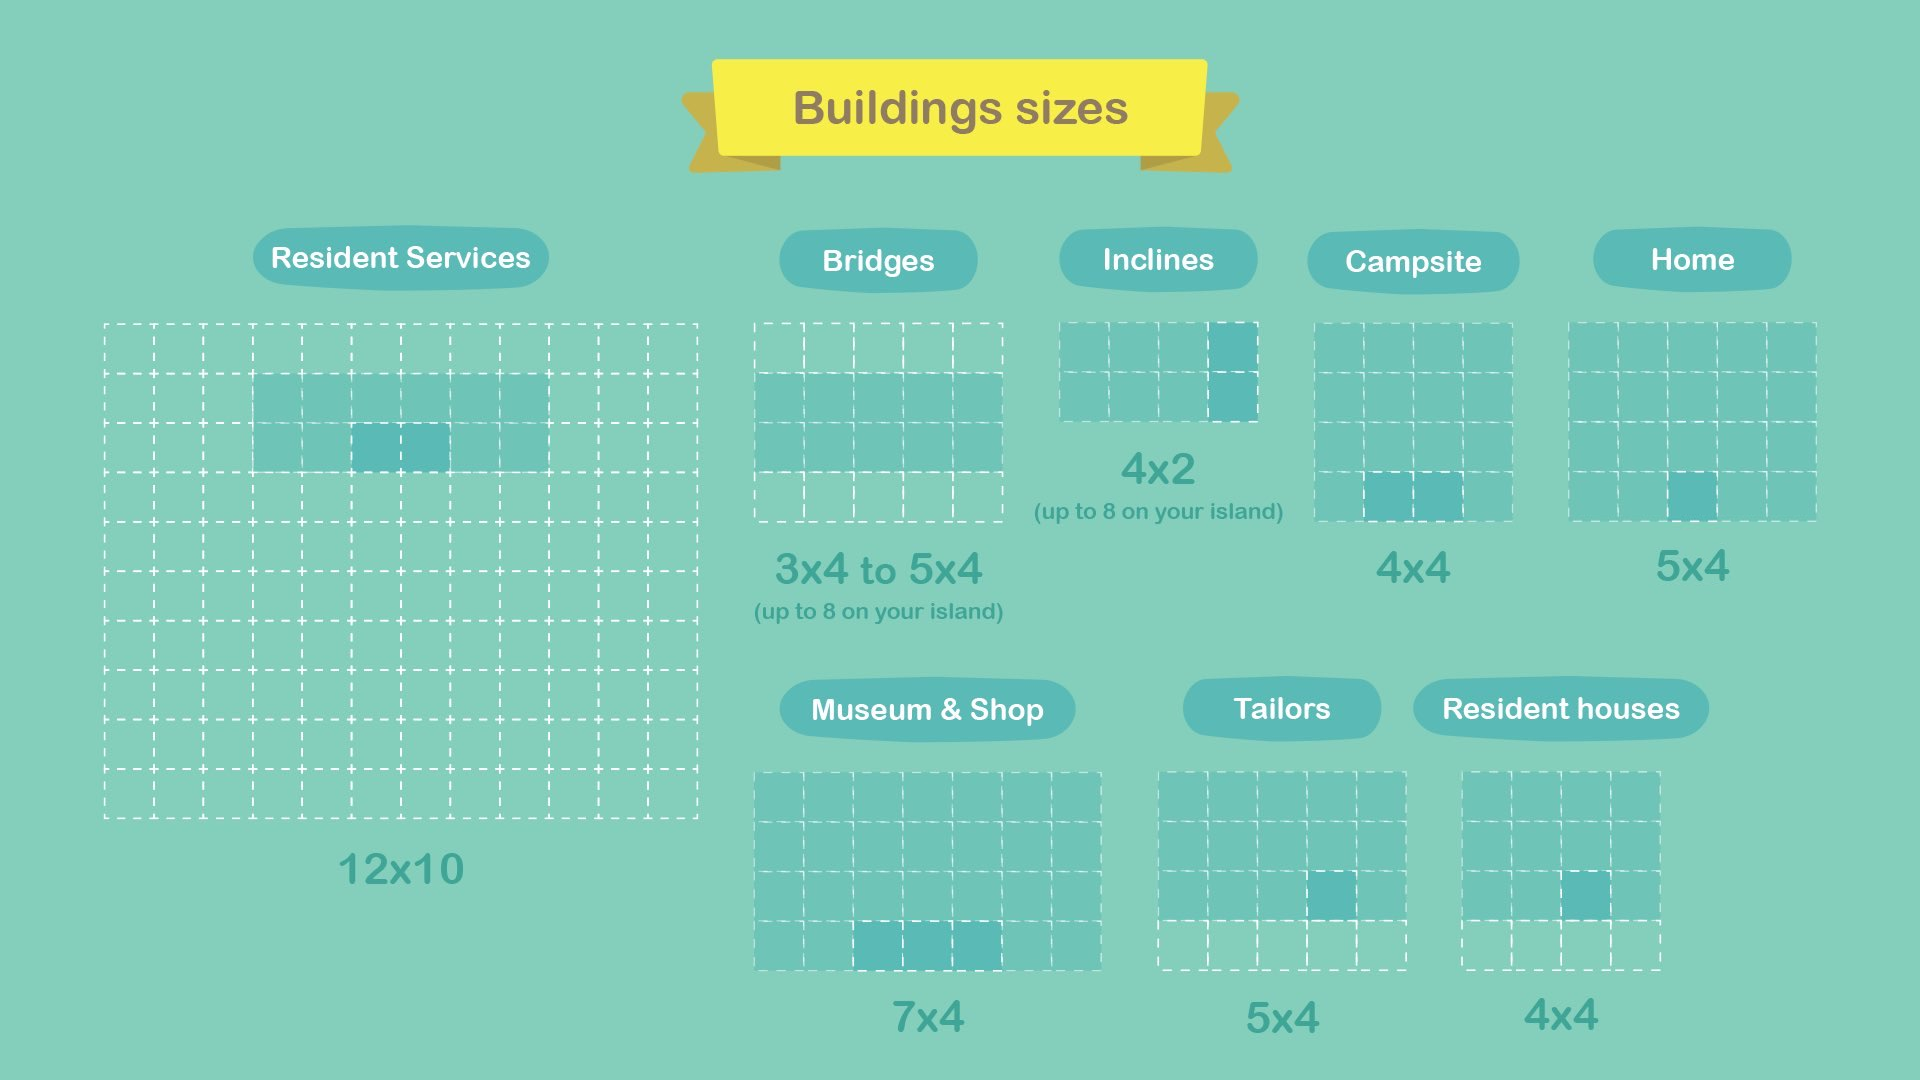 Buildings sizes
Resident Services
12x10
Bridges
3x4 to 5x4
(up to 8 on your island)
Inclines
4x2
(up to 8 on your island)
Campsite
4x4
Home
5x4
Museum & Shop
7x4
Tailors
5x4
Resident houses
4x4